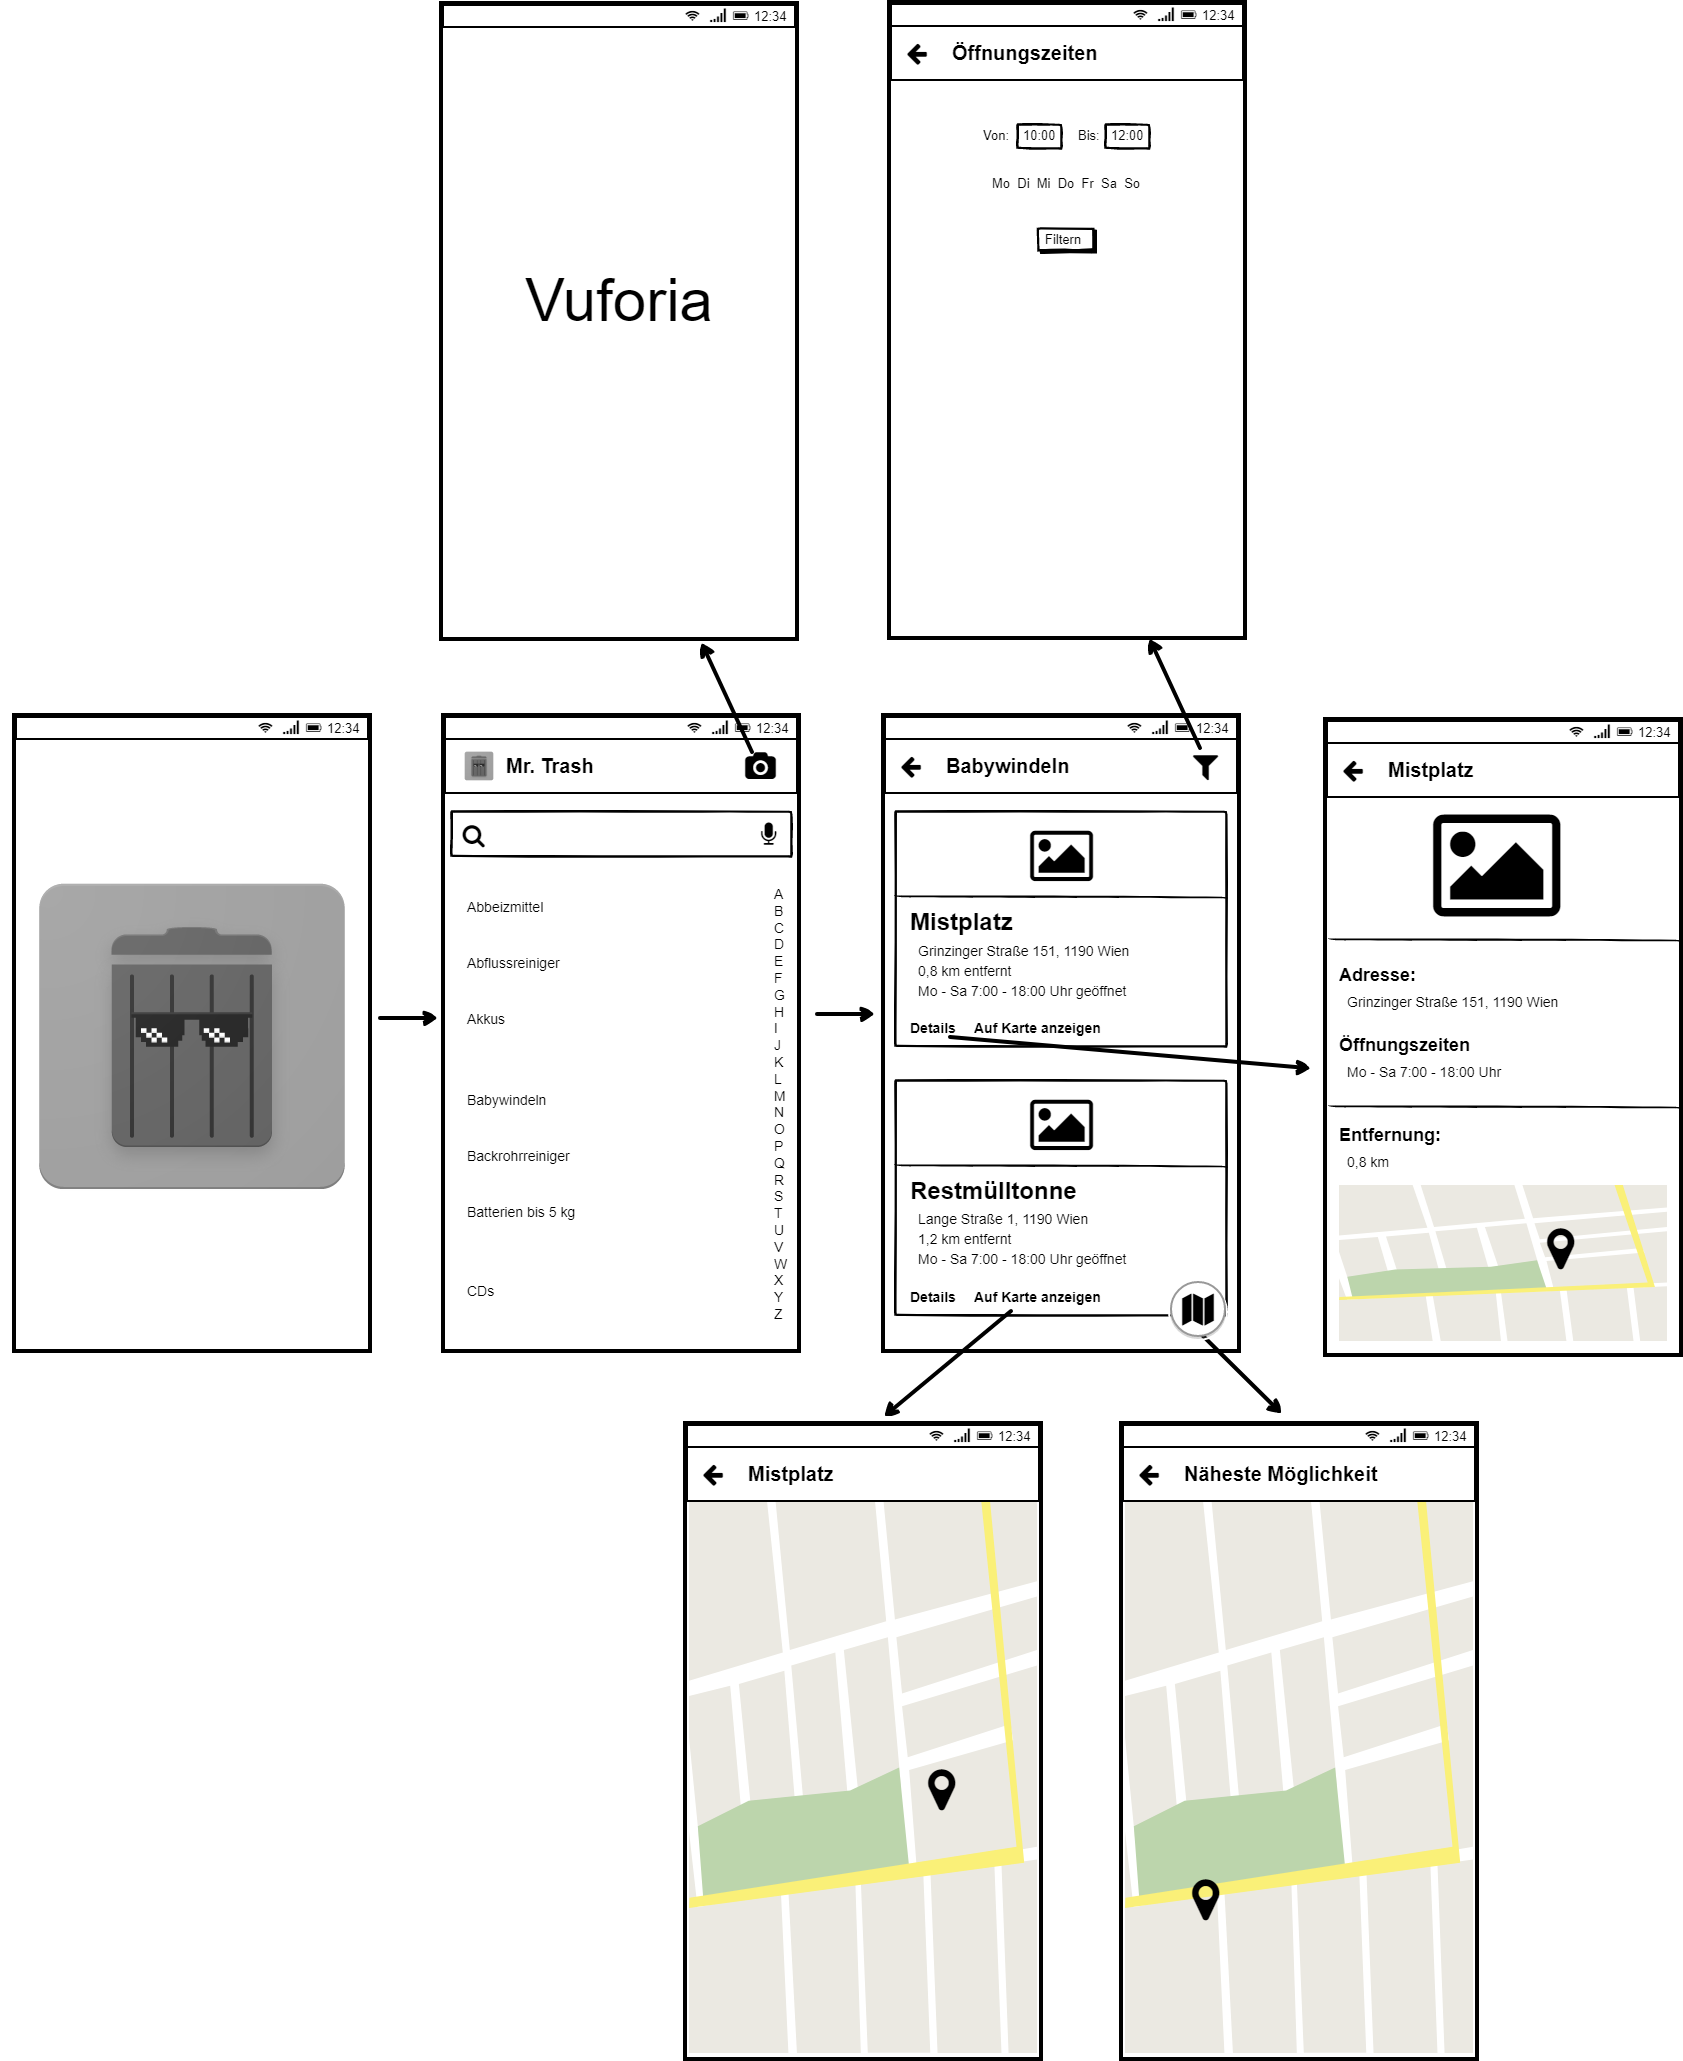 12:34
Vuforia
12:34
Öffnungszeiten
Von: 10:00 Bis: 12:00
Mo Di Mi Do Fr Sa So
Filtern
12:34
12:34
Mr. Trash
Abbeizmittel
Abflussreiniger
Akkus
Babywindeln
Backrohrreiniger
Batterien bis 5 kg
CDs
A
B
C
D
E
F
G
H
I
J
K
L
M
N
O
P
Q
R
S
T
U
V
W
X
Y
Z
12:34
Babywindeln
Mistplatz
Grinzinger Straße 151, 1190 Wien
0,8 km entfernt
Mo - Sa 7:00 - 18:00 Uhr geöffnet
Details Auf Karte anzeigen
Restmülltonne
Lange Straße 1, 1190 Wien
1,2 km entfernt
Mo - Sa 7:00 - 18:00 Uhr geöffnet
Details Auf Karte anzeigen
12:34
Mistplatz
Adresse:
Grinzinger Straße 151, 1190 Wien
Öffnungszeiten
Mo - Sa 7:00 - 18:00 Uhr
Entfernung:
0,8 km
12:34
Mistplatz
12:34
Näheste Möglichkeit